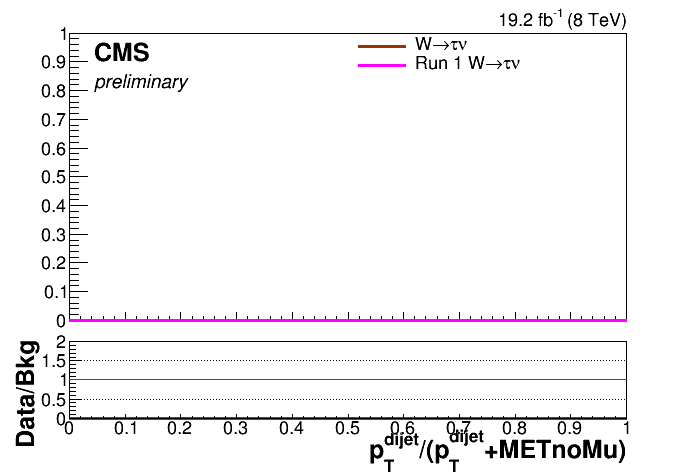 19.2 fb⁻¹ (8 TeV)
CMS
preliminary
W→τν
Run 1 W→τν
1
0.9
0.8
0.7
0.6
0.5
0.4
0.3
0.2
0.1
0
Data/Bkg
2
1.5
1
0.5
0
0 0.1 0.2 0.3 0.4 0.5 0.6 0.7 0.8 0.9 1
p_T^dijet/(p_T^dijet+METnoMu)